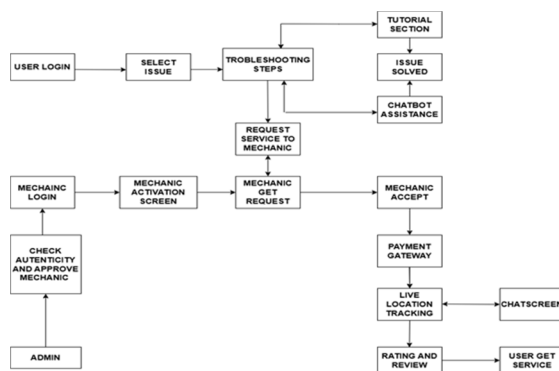 TUTORIAL
SECTION
USER LOGIN
SELECT
ISSUE
TROBLESHOOTING
STEPS
ISSUE
SOLVED
CHATBOT
ASSISTANCE
REQUEST
SERVICE TO
MECHANIC
MECHAINC
LOGIN
MECHANIC
ACTIVATION
SCREEN
MECHANIC
GET
REQUEST
MECHANIC
ACCEPT
CHECK
AUTENTICITY
AND APPROVE
MECHANIC
PAYMENT
GATEWAY
LIVE
LOCATION
TRACKING
CHATSCREEN
ADMIN
RATING AND
REVIEW
USER GET
SERVICE